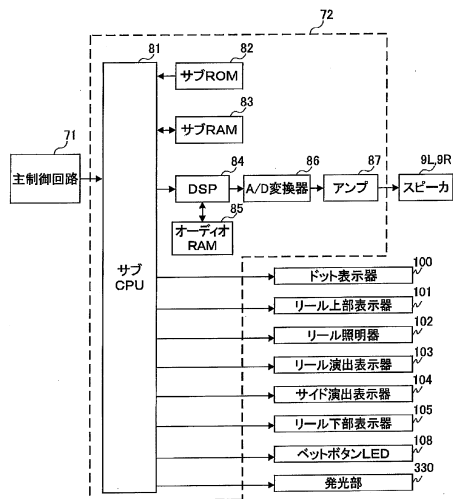 72
81
82
サブROM
83
サブRAM
71
主制御回路
84
DSP
86
A/D変換器
87
アンプ
9L,9R
スピーカ
85
オーディオ
RAM
サブ
CPU
100
ドット表示器
101
リール上部表示器
102
リール照明器
103
リール演出表示器
104
サイド演出表示器
105
リール下部表示器
108
ベットボタンLED
330
発光部